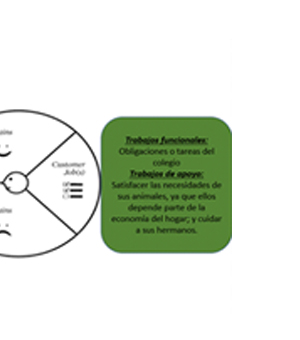 ains
Customer
Job(s)
ains
Trabajos funcionales:
Obligaciones o tareas del
colegio
Trabajos de apoyo:
Satisfacer las necesidades de
sus animales, ya que ellos
depende parte de la
economía del hogar; y cuidar
a sus hermanos.